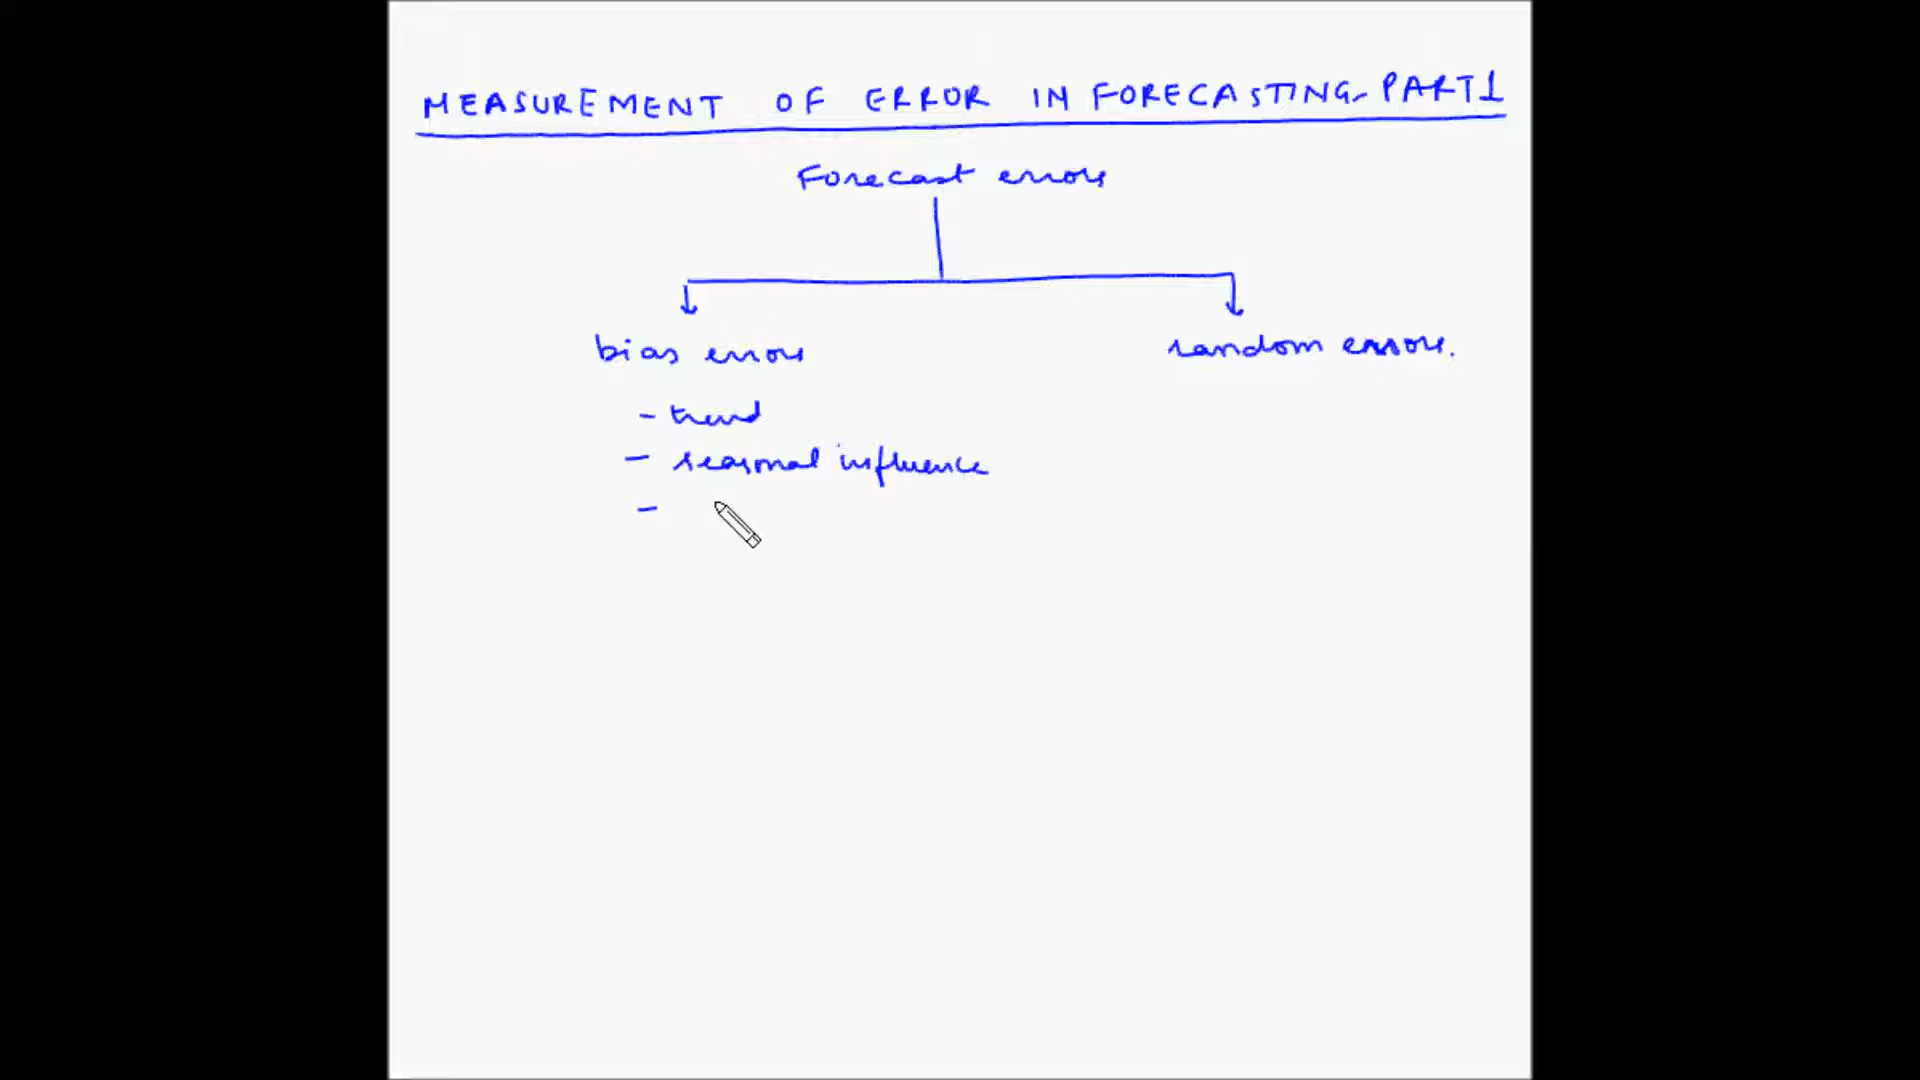 MEASUREMENT OF ERROR IN FORECASTING-PART1
Forecast errors
bias errors
random errors.
- trend
- seasonal influence
-